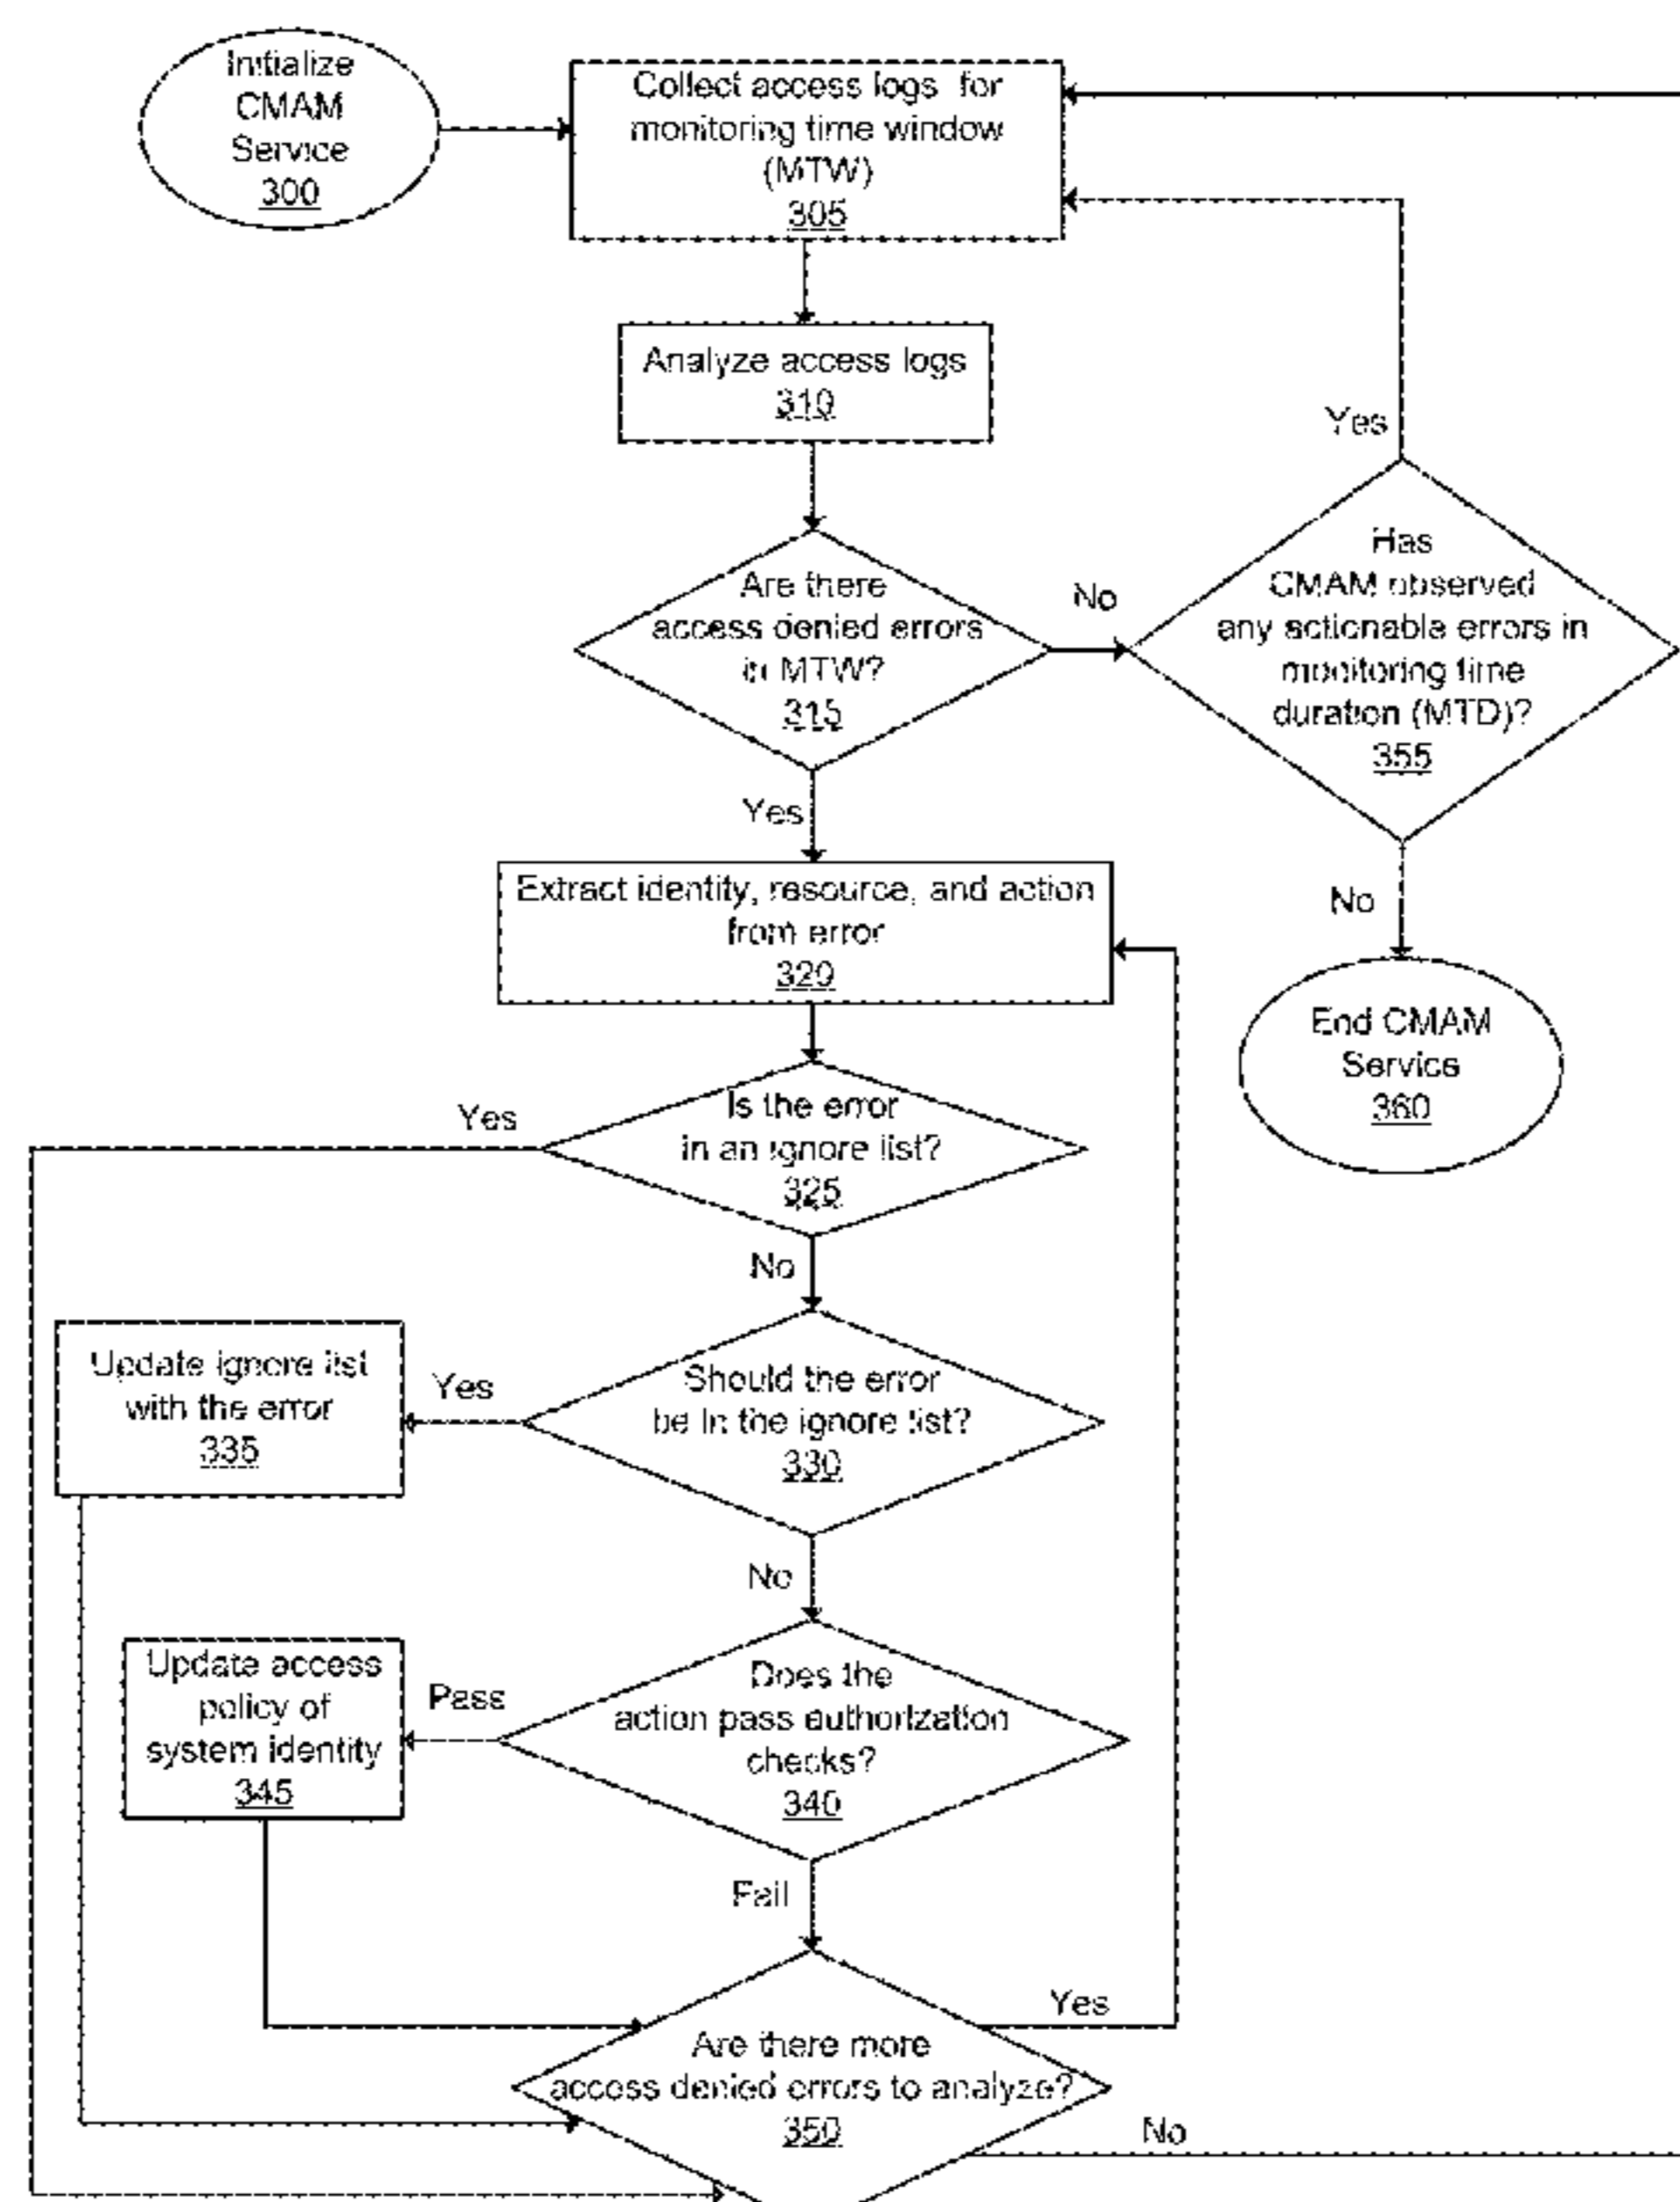 Initialize
CMAM
Service
300
Collect access logs for
monitoring time window
(MTW)
305
Analyze access logs
310
Are there
access denied errors
in MTW?
315
No
Yes
Has
CMAM observed
any actionable errors in
monitoring time
duration (MTD)?
355
Yes
No
End CMAM
Service
360
Extract identity, resource, and action
from error
320
Is the error
in an ignore list?
325
Yes
No
Should the error
be in the ignore list?
330
Yes
Update ignore list
with the error
335
No
Does the
action pass authorization
checks?
340
Pass
Update access
policy of
system identity
345
Fail
Are there more
access denied errors to analyze?
350
Yes
No